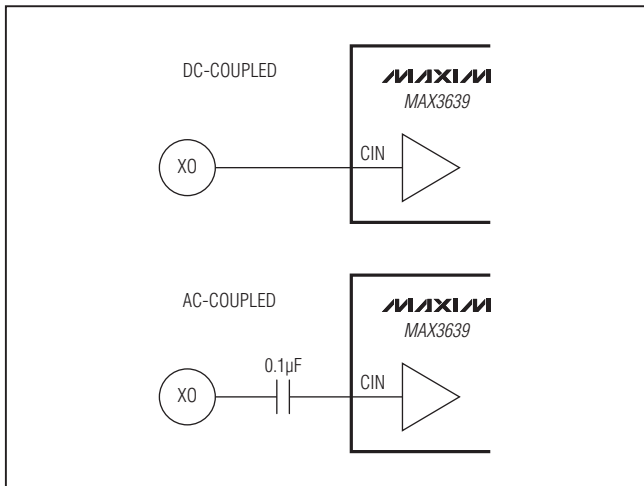 DC-COUPLED
MAXIM
MAX3639
XO
CIN
AC-COUPLED
MAXIM
MAX3639
0.1µF
XO
CIN